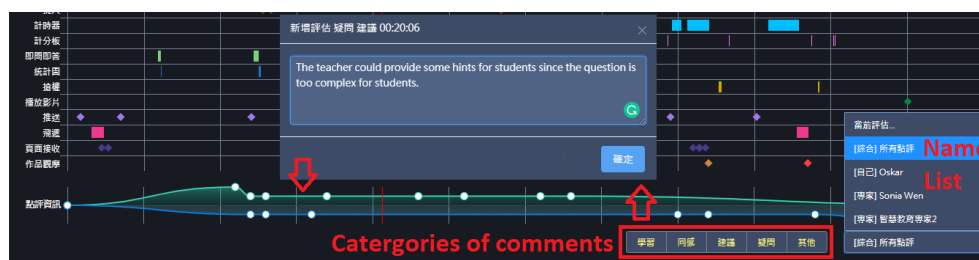 計時器
計分板
即問即答
統計圖
搶權
播放影片
推送
飛遞
頁面接收
作品觀摩
點評資訊
新增評估 疑問 建議 00:20:06
×
The teacher could provide some hints for students since the question is
too complex for students.
確定
當前評估...
[綜合] 所有點評
Name
[自己] Oskar
List
[專家] Sonia Wen
[專家] 智慧教育專家2
[綜合] 所有點評
Catergories of comments
學習
同感
建議
疑問
其他